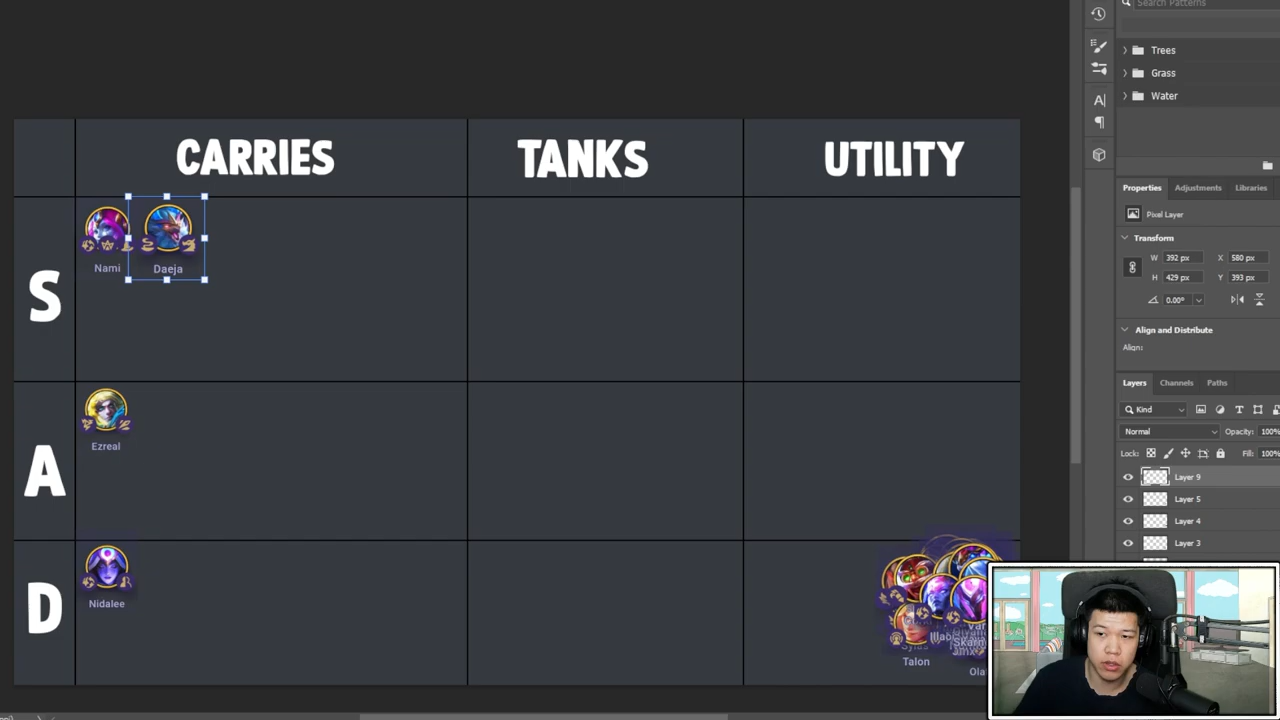 Search Patterns
Trees
Grass
Water
CARRIES
TANKS
UTILITY
Properties
Adjustments
Libraries
Pixel Layer
Transform
W
392 px
X
580 px
H
429 px
Y
393 px
0.00°
Align and Distribute
Align:
Layers
Channels
Paths
Kind
Normal
Opacity:
100%
Lock:
Fill:
100%
Layer 9
Layer 5
Layer 4
Layer 3
S
Nami
Daeja
A
Ezreal
D
Nidalee
Talon